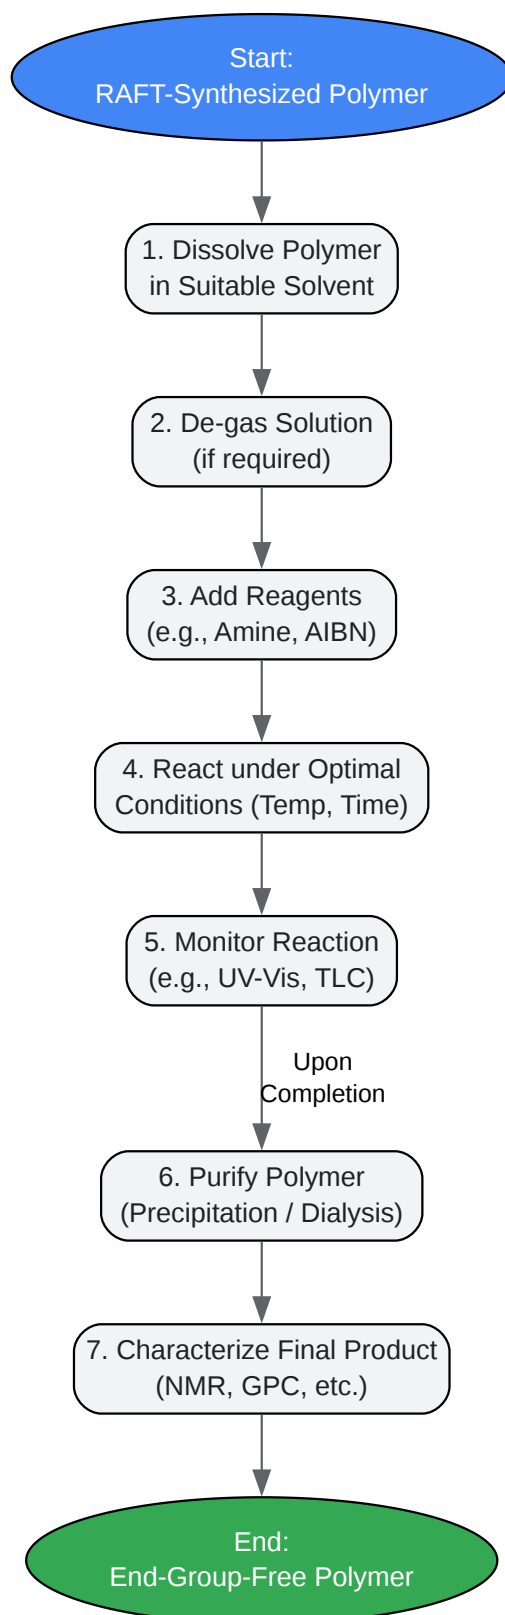 Start:
RAFT-Synthesized Polymer
1. Dissolve Polymer
in Suitable Solvent
2. De-gas Solution
(if required)
3. Add Reagents
(e.g., Amine, AIBN)
4. React under Optimal
Conditions (Temp, Time)
5. Monitor Reaction
(e.g., UV-Vis, TLC)
Upon
Completion
6. Purify Polymer
(Precipitation / Dialysis)
7. Characterize Final Product
(NMR, GPC, etc.)
End:
End-Group-Free Polymer